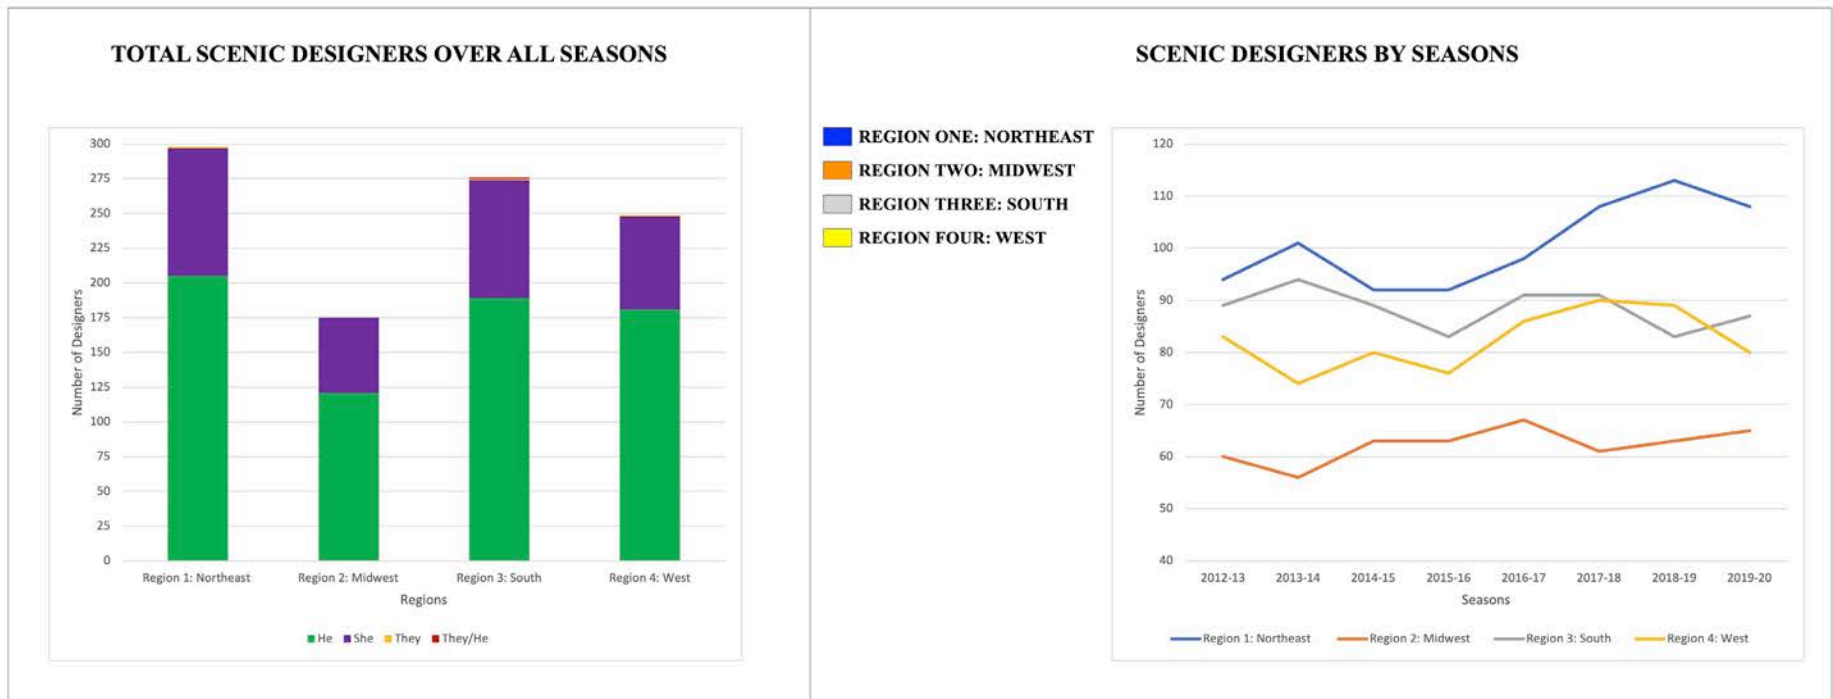 TOTAL SCENIC DESIGNERS OVER ALL SEASONS
300
275
250
225
200
175
150
125
100
75
50
25
0
Number of Designers
Region 1: Northeast
Region 2: Midwest
Region 3: South
Region 4: West
Regions
He She They They/He
SCENIC DESIGNERS BY SEASONS
REGION ONE: NORTHEAST
REGION TWO: MIDWEST
REGION THREE: SOUTH
REGION FOUR: WEST
120
110
100
90
80
70
60
50
40
Number of Designers
2012-13 2013-14 2014-15 2015-16 2016-17 2017-18 2018-19 2019-20
Seasons
Region 1: Northeast Region 2: Midwest Region 3: South Region 4: West